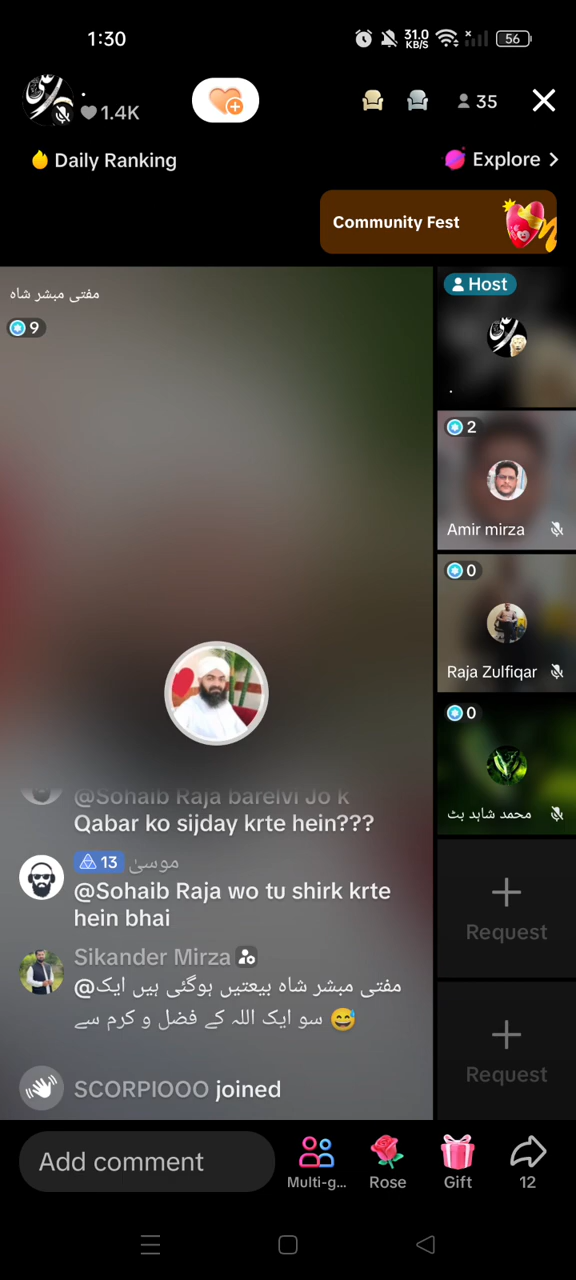 1:30
31.0
KB/S
56
.
1.4K
35
Daily Ranking
Explore
Community Fest
مفتی مبشر شاہ
9
Host
.
2
Amir mirza
0
Raja Zulfiqar
0
محمد شاہد بٹ
Request
Request
@Sohaib Raja barelvi Jo k
Qabar ko sijday krte hein???
13 موسیٰ
@Sohaib Raja wo tu shirk krte
hein bhai
Sikander Mirza
@مفتی مبشر شاہ بیعتیں ہوگئی ہیں ایک
سو ایک اللہ کے فضل و کرم سے 😅
SCORPIOOO joined
Add comment
Multi-g...
Rose
Gift
12